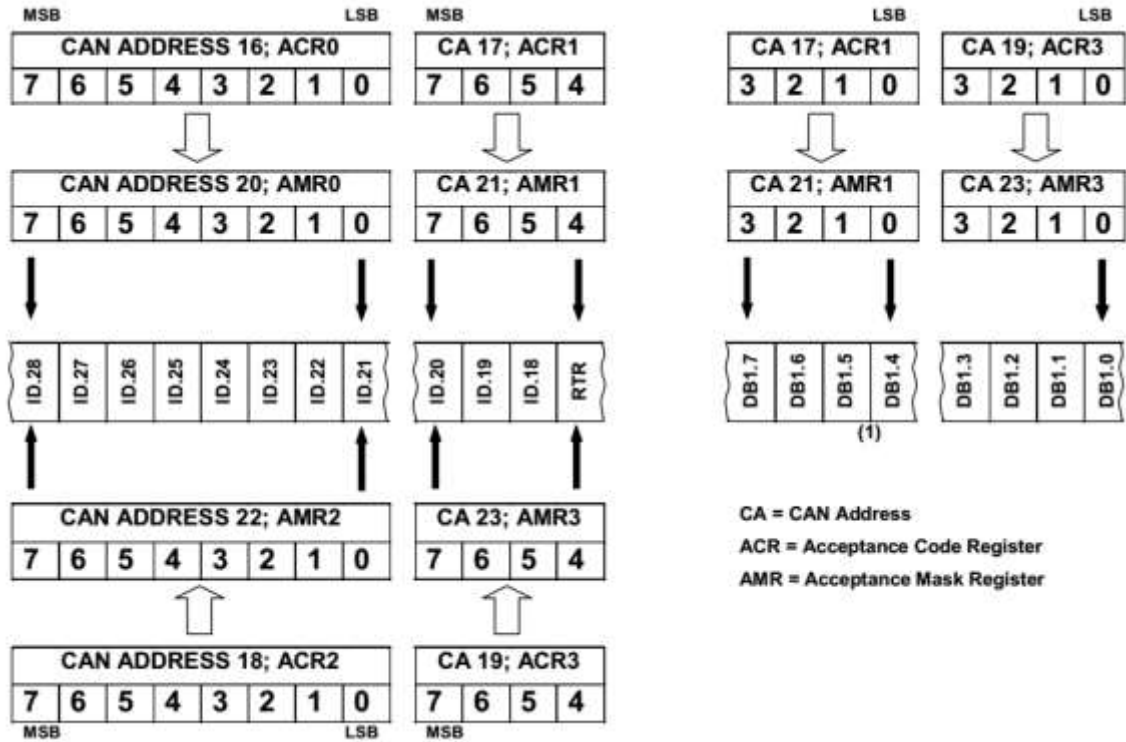 MSB LSB MSB LSB LSB
CAN ADDRESS 16; ACR0 CA 17; ACR1 CA 17; ACR1 CA 19; ACR3
7 6 5 4 3 2 1 0 7 6 5 4 3 2 1 0 3 2 1 0
CAN ADDRESS 20; AMR0 CA 21; AMR1 CA 21; AMR1 CA 23; AMR3
7 6 5 4 3 2 1 0 7 6 5 4 3 2 1 0 3 2 1 0
ID.28 ID.27 ID.26 ID.25 ID.24 ID.23 ID.22 ID.21 ID.20 ID.19 ID.18 RTR DB1.7 DB1.6 DB1.5 DB1.4 DB1.3 DB1.2 DB1.1 DB1.0
(1)
CAN ADDRESS 22; AMR2 CA 23; AMR3
7 6 5 4 3 2 1 0 7 6 5 4
CAN ADDRESS 18; ACR2 CA 19; ACR3
7 6 5 4 3 2 1 0 7 6 5 4
MSB LSB MSB
CA = CAN Address
ACR = Acceptance Code Register
AMR = Acceptance Mask Register